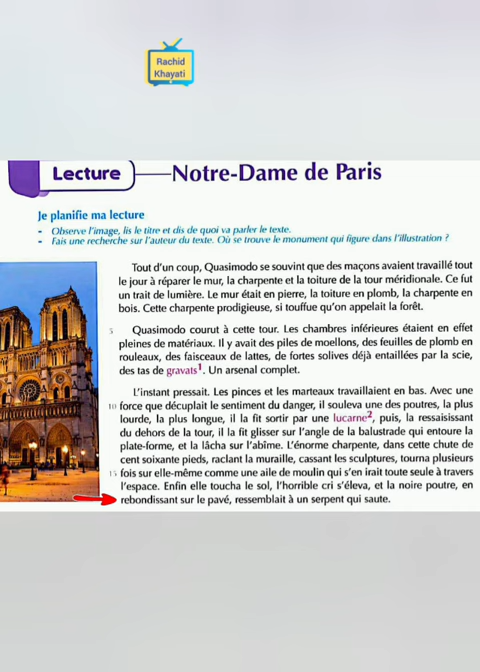 Rachid
Khayati
Lecture
Notre-Dame de Paris
Je planifie ma lecture
- Observe l'image, lis le titre et dis de quoi va parler le texte.
- Fais une recherche sur l'auteur du texte. Où se trouve le monument qui figure dans l'illustration ?
Tout d'un coup, Quasimodo se souvint que des maçons avaient travaillé tout
le jour à réparer le mur, la charpente et la toiture de la tour méridionale. Ce fut
un trait de lumière. Le mur était en pierre, la toiture en plomb, la charpente en
bois. Cette charpente prodigieuse, si touffue qu'on appelait la forêt.
5 Quasimodo courut à cette tour. Les chambres inférieures étaient en effet
pleines de matériaux. Il y avait des piles de moellons, des feuilles de plomb en
rouleaux, des faisceaux de lattes, de fortes solives déjà entaillées par la scie,
des tas de gravats1. Un arsenal complet.
L'instant pressait. Les pinces et les marteaux travaillaient en bas. Avec une
10 force que décuplait le sentiment du danger, il souleva une des poutres, la plus
lourde, la plus longue, il la fit sortir par une lucarne2, puis, la ressaisissant
du dehors de la tour, il la fit glisser sur l'angle de la balustrade qui entoure la
plate-forme, et la lâcha sur l'abîme. L'énorme charpente, dans cette chute de
cent soixante pieds, raclant la muraille, cassant les sculptures, tourna plusieurs
15 fois sur elle-même comme une aile de moulin qui s'en irait toute seule à travers
l'espace. Enfin elle toucha le sol, l'horrible cri s'éleva, et la noire poutre, en
rebondissant sur le pavé, ressemblait à un serpent qui saute.